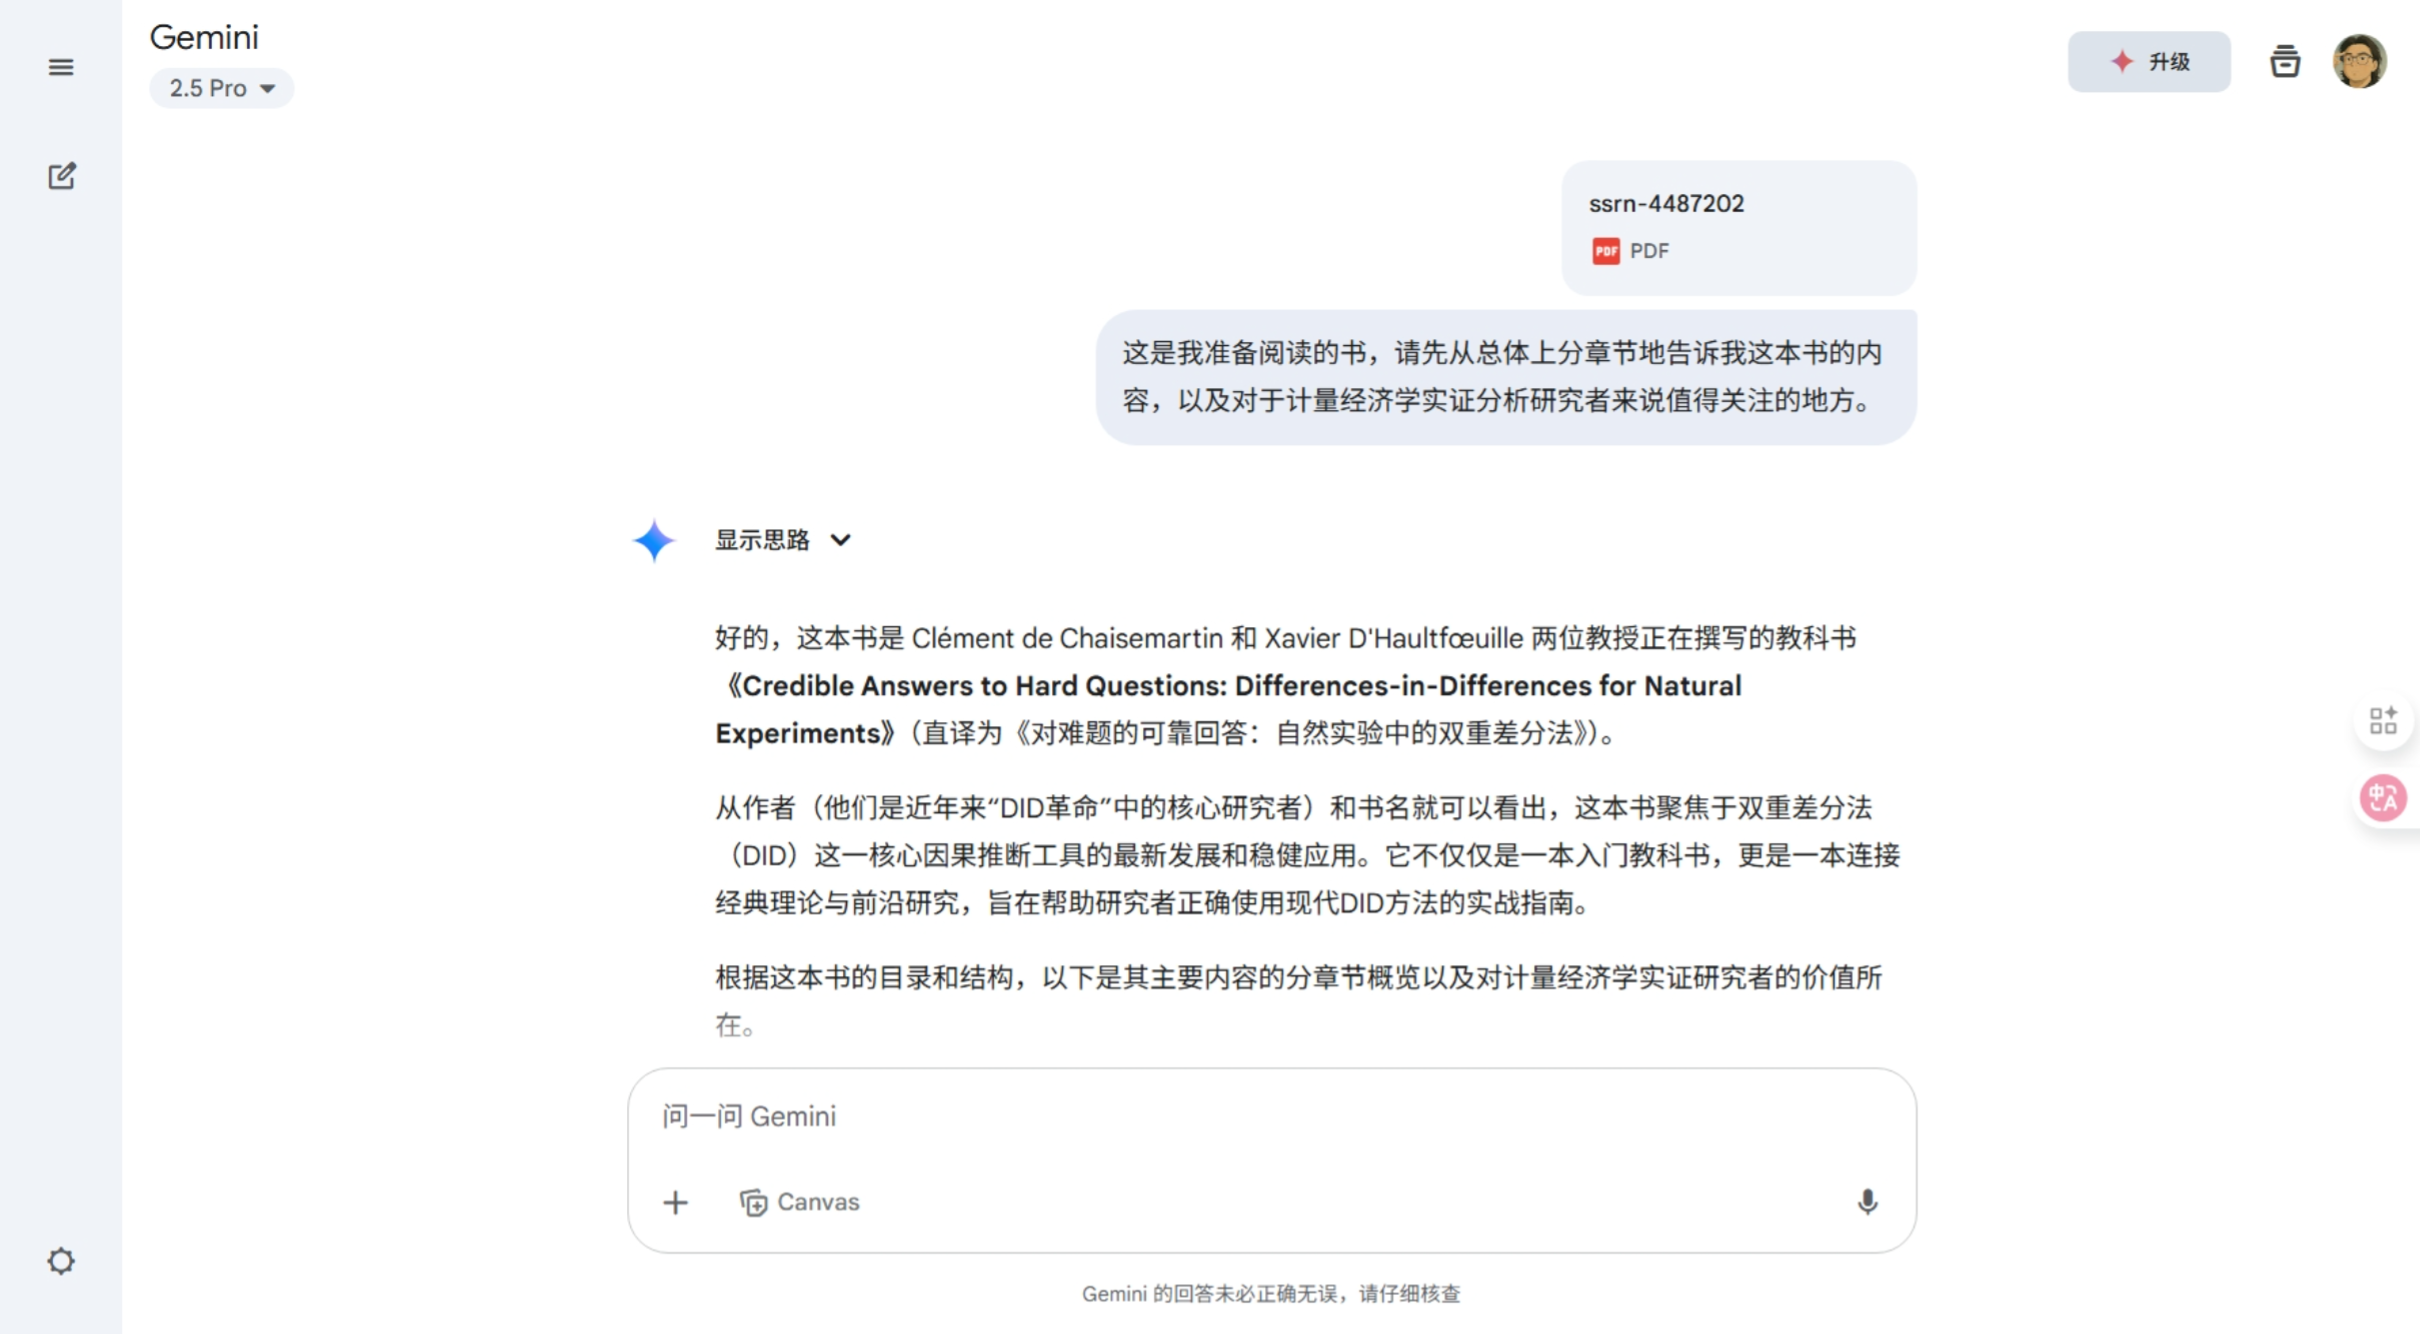 Gemini
2.5 Pro
升级
ssrn-4487202
PDF PDF
这是我准备阅读的书，请先从总体上分章节地告诉我这本书的内
容，以及对于计量经济学实证分析研究者来说值得关注的地方。
显示思路
好的，这本书是 Clément de Chaisemartin 和 Xavier D'Haultfœuille 两位教授正在撰写的教科书
《Credible Answers to Hard Questions: Differences-in-Differences for Natural
Experiments》（直译为《对难题的可靠回答：自然实验中的双重差分法》）。
从作者（他们是近年来“DID革命”中的核心研究者）和书名就可以看出，这本书聚焦于双重差分法
（DID）这一核心因果推断工具的最新发展和稳健应用。它不仅仅是一本入门教科书，更是一本连接
经典理论与前沿研究，旨在帮助研究者正确使用现代DID方法的实战指南。
根据这本书的目录和结构，以下是其主要内容的分章节概览以及对计量经济学实证研究者的价值所
在。
问一问 Gemini
Canvas
Gemini 的回答未必正确无误，请仔细核查
中 A